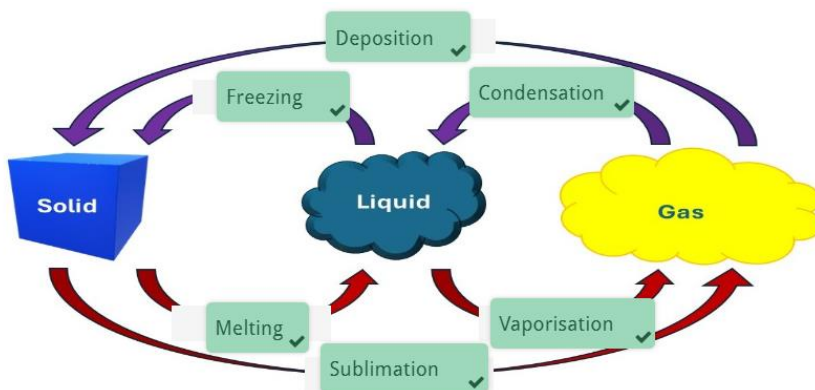 Deposition
Freezing
Condensation
Solid
Liquid
Gas
Melting
Vaporisation
Sublimation